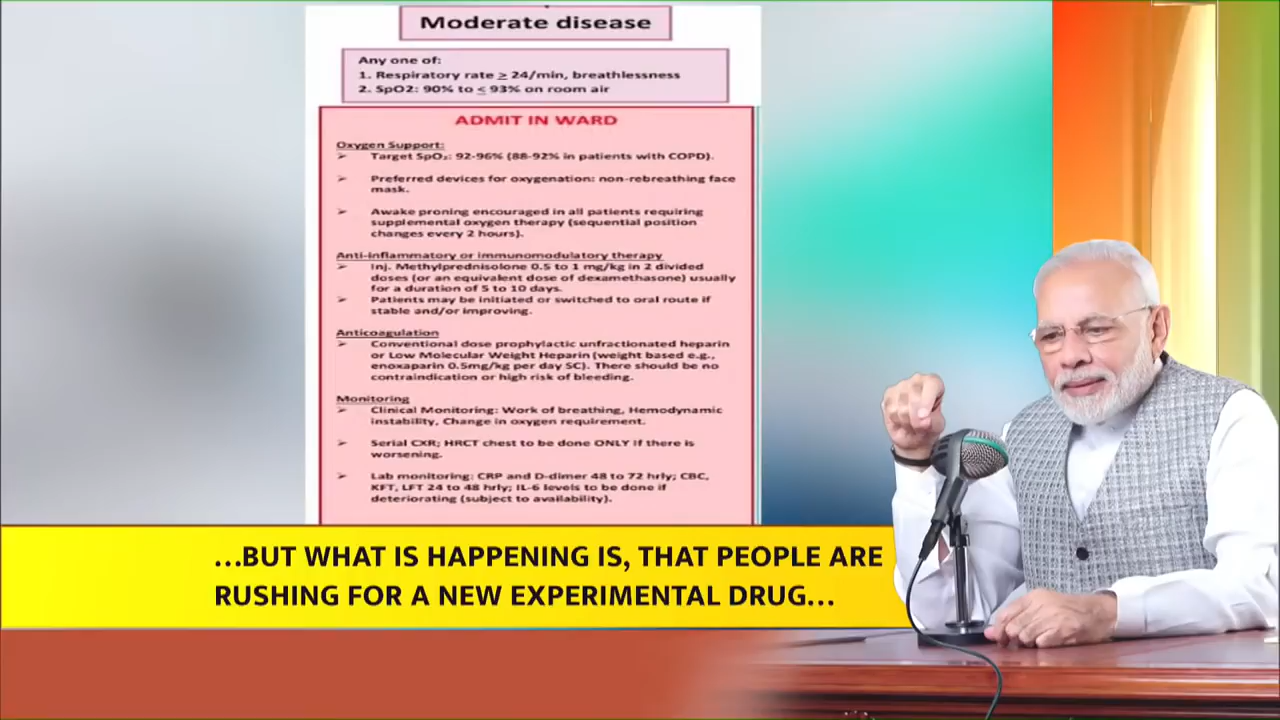 Moderate disease
Any one of:
1. Respiratory rate ≥ 24/min, breathlessness
2. SpO2: 90% to ≤ 93% on room air
ADMIT IN WARD
Oxygen Support:
➢ Target SpO₂: 92-96% (88-92% in patients with COPD).
➢ Preferred devices for oxygenation: non-rebreathing face
mask.
➢ Awake proning encouraged in all patients requiring
supplemental oxygen therapy (sequential position
changes every 2 hours).
Anti-inflammatory or immunomodulatory therapy
➢ Inj. Methylprednisolone 0.5 to 1 mg/kg in 2 divided
doses (or an equivalent dose of dexamethasone) usually
for a duration of 5 to 10 days.
➢ Patients may be initiated or switched to oral route if
stable and/or improving.
Anticoagulation
➢ Conventional dose prophylactic unfractionated heparin
or Low Molecular Weight Heparin (weight based e.g.,
enoxaparin 0.5mg/kg per day SC). There should be no
contraindication or high risk of bleeding.
Monitoring
➢ Clinical Monitoring: Work of breathing, Hemodynamic
instability, Change in oxygen requirement.
➢ Serial CXR; HRCT chest to be done ONLY if there is
worsening.
➢ Lab monitoring: CRP and D-dimer 48 to 72 hrly; CBC,
KFT, LFT 24 to 48 hrly; IL-6 levels to be done if
deteriorating (subject to availability).
...BUT WHAT IS HAPPENING IS, THAT PEOPLE ARE
RUSHING FOR A NEW EXPERIMENTAL DRUG...